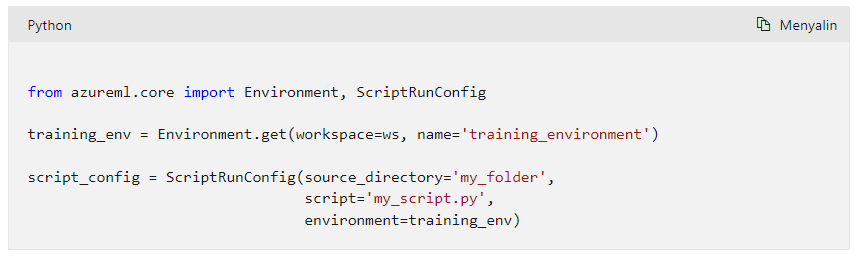 Python
Menyalin
from azureml.core import Environment, ScriptRunConfig
training_env = Environment.get(workspace=ws, name='training_environment')
script_config = ScriptRunConfig(source_directory='my_folder',
                                script='my_script.py',
                                environment=training_env)